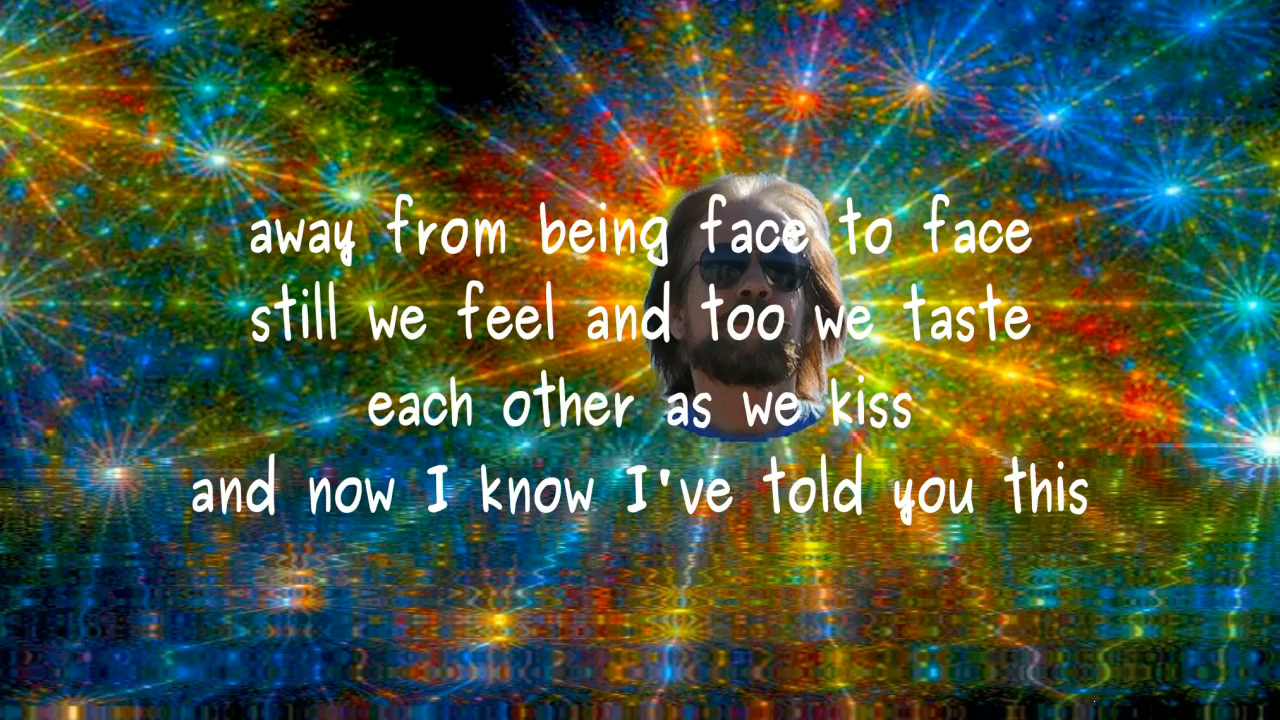 away from being face to face
still we feel and too we taste
each other as we kiss
and now I know I've told you this